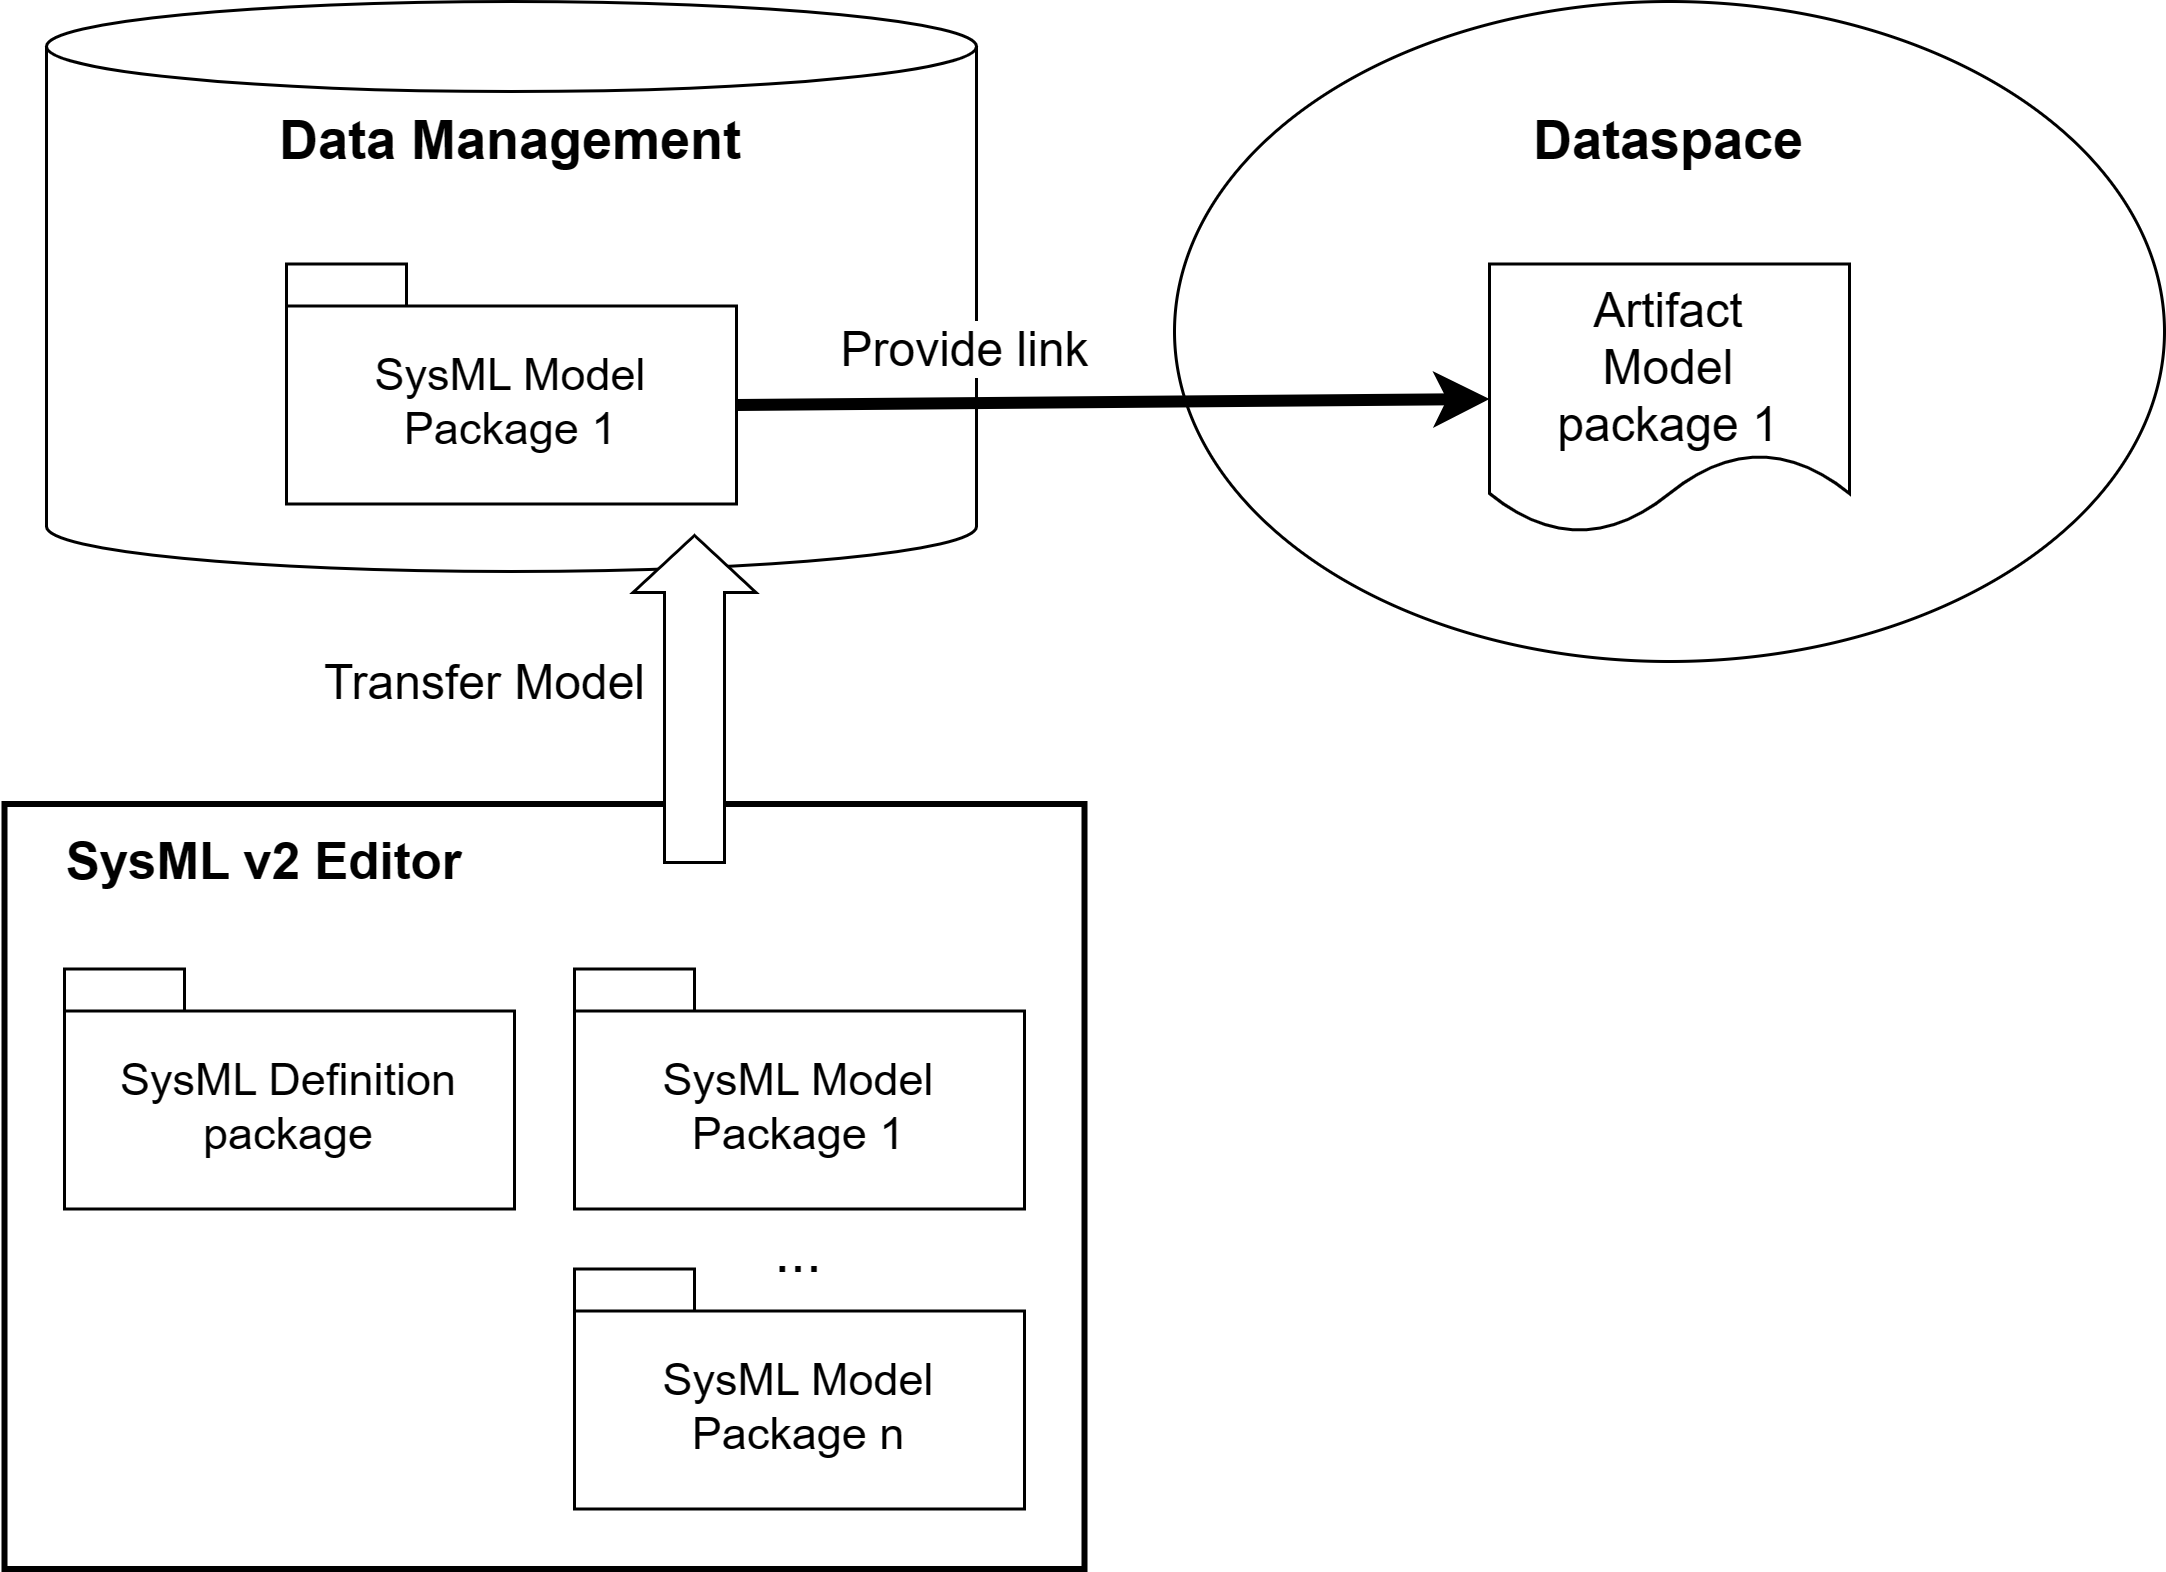 Data Management
Dataspace
SysML Model
Package 1
Provide link
Artifact
Model
package 1
Transfer Model
SysML v2 Editor
SysML Definition
package
SysML Model
Package 1
...
SysML Model
Package n